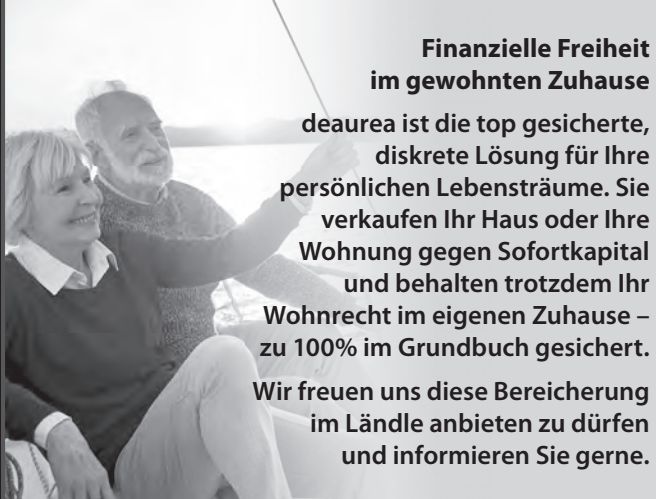 Finanzielle Freiheit
im gewohnten Zuhause
deaurea ist die top gesicherte,
diskrete Lösung für Ihre
persönlichen Lebensträume. Sie
verkaufen Ihr Haus oder Ihre
Wohnung gegen Sofortkapital
und behalten trotzdem Ihr
Wohnrecht im eigenen Zuhause –
zu 100% im Grundbuch gesichert.
Wir freuen uns diese Bereicherung
im Ländle anbieten zu dürfen
und informieren Sie gerne.